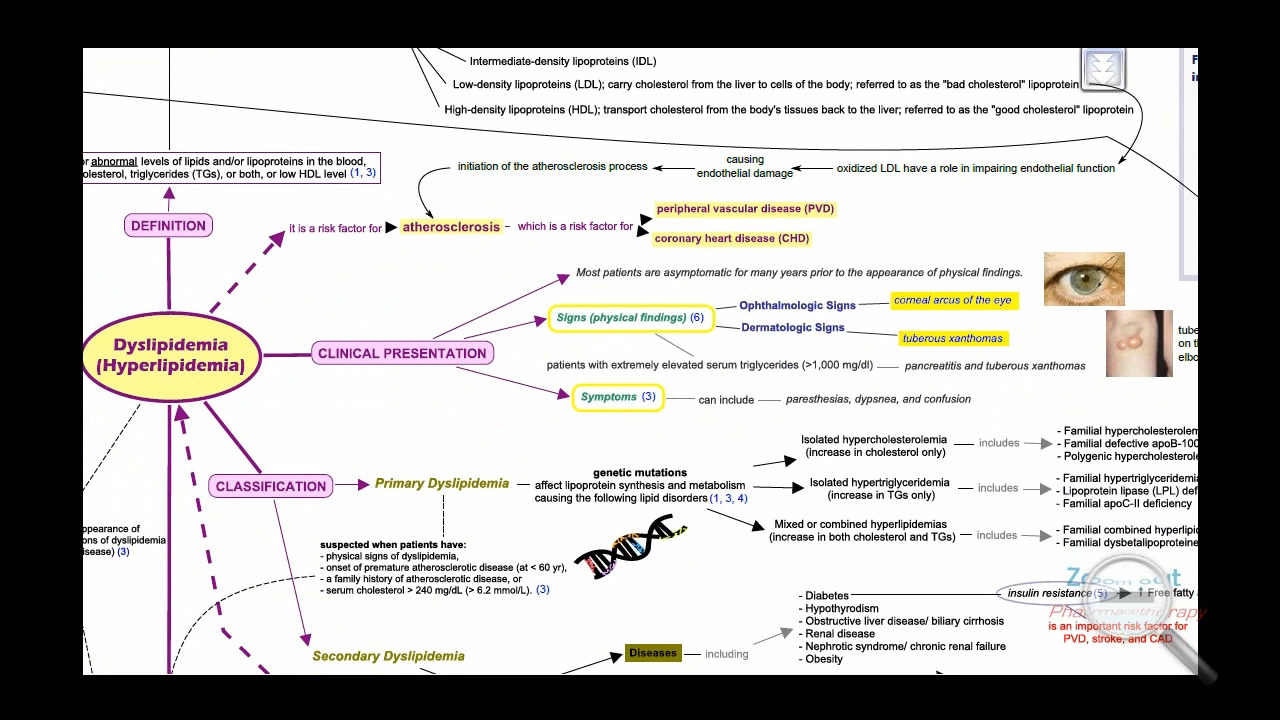 Intermediate-density lipoproteins (IDL)
Low-density lipoproteins (LDL); carry cholesterol from the liver to cells of the body; referred to as the "bad cholesterol" lipoprotein
High-density lipoproteins (HDL); transport cholesterol from the body's tissues back to the liver; referred to as the "good cholesterol" lipoprotein
or abnormal levels of lipids and/or lipoproteins in the blood,
olesterol, triglycerides (TGs), or both, or low HDL level (1, 3)
initiation of the atherosclerosis process
causing
endothelial damage
oxidized LDL have a role in impairing endothelial function
DEFINITION
it is a risk factor for
atherosclerosis
which is a risk factor for
peripheral vascular disease (PVD)
coronary heart disease (CHD)
Most patients are asymptomatic for many years prior to the appearance of physical findings.
Signs (physical findings) (6)
Ophthalmologic Signs
corneal arcus of the eye
Dermatologic Signs
tuberous xanthomas
tube
on th
elbo
Dyslipidemia
(Hyperlipidemia)
CLINICAL PRESENTATION
patients with extremely elevated serum triglycerides (>1,000 mg/dl)
pancreatitis and tuberous xanthomas
Symptoms (3)
can include
paresthesias, dypsnea, and confusion
CLASSIFICATION
Primary Dyslipidemia
genetic mutations
affect lipoprotein synthesis and metabolism
causing the following lipid disorders (1, 3, 4)
Isolated hypercholesterolemia
(increase in cholesterol only)
includes
- Familial hypercholesterolem
- Familial defective apoB-100
- Polygenic hypercholesterole
Isolated hypertriglyceridemia
(increase in TGs only)
includes
- Familial hypertriglyceridemia
- Lipoprotein lipase (LPL) def
- Familial apoC-II deficiency
Mixed or combined hyperlipidemias
(increase in both cholesterol and TGs)
includes
- Familial combined hyperlipic
- Familial dysbetalipoproteine
ppearance of
ons of dyslipidemia
isease) (3)
suspected when patients have:
- physical signs of dyslipidemia,
- onset of premature atherosclerotic disease (at < 60 yr),
- a family history of atherosclerotic disease, or
- serum cholesterol > 240 mg/dL (> 6.2 mmol/L). (3)
Zoom out
Pharmacotherapy
insulin resistance (5)
↑ Free fatty
is an important risk factor for
PVD, stroke, and CAD
Secondary Dyslipidemia
Diseases
including
- Diabetes
- Hypothyrodism
- Obstructive liver disease/ biliary cirrhosis
- Renal disease
- Nephrotic syndrome/ chronic renal failure
- Obesity